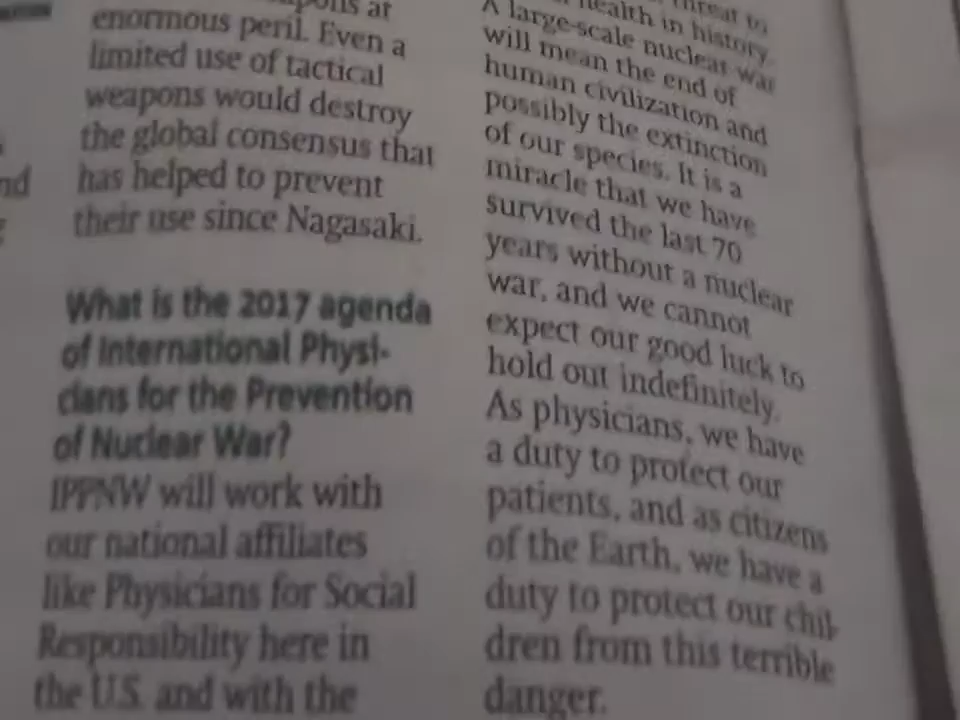 nd
enormous peril. Even a
limited use of tactical
weapons would destroy
the global consensus that
has helped to prevent
their use since Nagasaki.
What is the 2017 agenda
of International Physi-
cians for the Prevention
of Nuclear War?
IPPNW will work with
our national affiliates
like Physicians for Social
Responsibility here in
the U.S. and with the
threat to
health in history.
A large-scale nuclear war
will mean the end of
human civilization and
possibly the extinction
of our species. It is a
miracle that we have
survived the last 70
years without a nuclear
war, and we cannot
expect our good luck to
hold out indefinitely.
As physicians, we have
a duty to protect our
patients, and as citizens
of the Earth, we have a
duty to protect our chil-
dren from this terrible
danger.